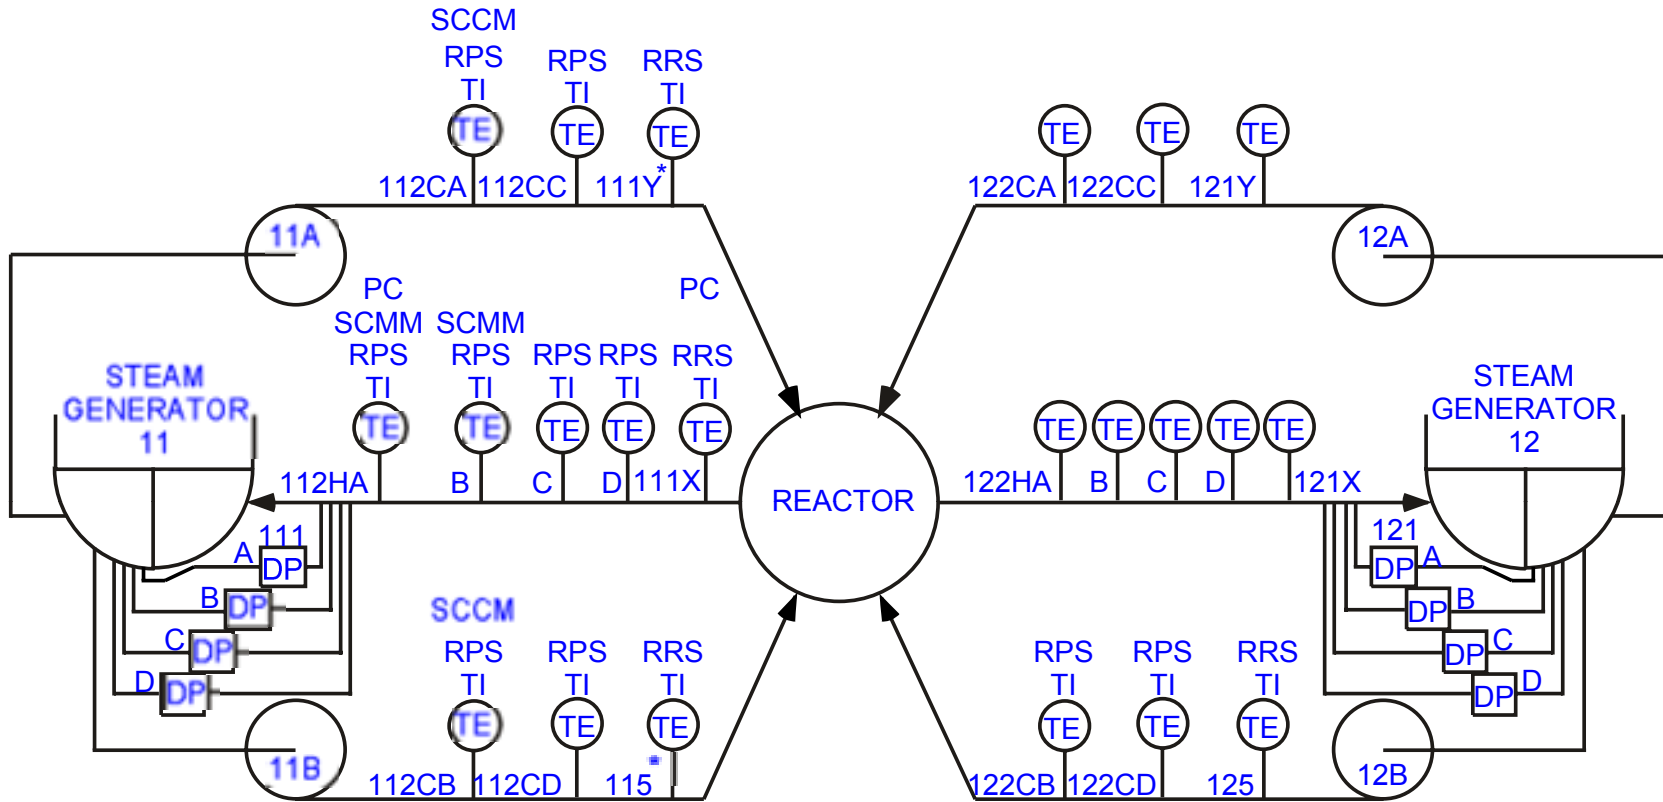 SCCM
RPS RPS RRS
TI TI TI
TE TE TE TE TE TE
112CA 112CC 111Y* 122CA 122CC 121Y
11A 12A
PC PC
SCMM SCMM
RPS RPS RPS RPS RRS
TI TI TI TI TI
STEAM GENERATOR 11
STEAM GENERATOR 12
TE TE TE TE TE TE TE TE TE TE
112HA B C D 111X REACTOR 122HA B C D 121X
111 121
A DP DP A
B DP DP B
C DP DP C
D DP DP D
SCCM
RPS RPS RRS RPS RPS RRS
TI TI TI TI TI TI
TE TE TE TE TE TE
112CB 112CD 115* 122CB 122CD 125
11B 12B